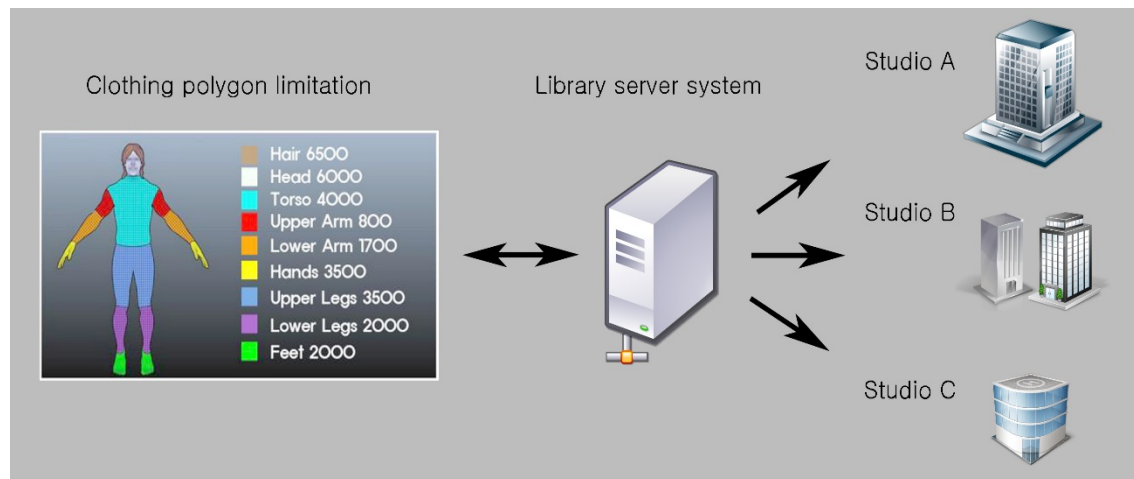 Clothing polygon limitation
Hair 6500
Head 6000
Torso 4000
Upper Arm 800
Lower Arm 1700
Hands 3500
Upper Legs 3500
Lower Legs 2000
Feet 2000
Library server system
Studio A
Studio B
Studio C